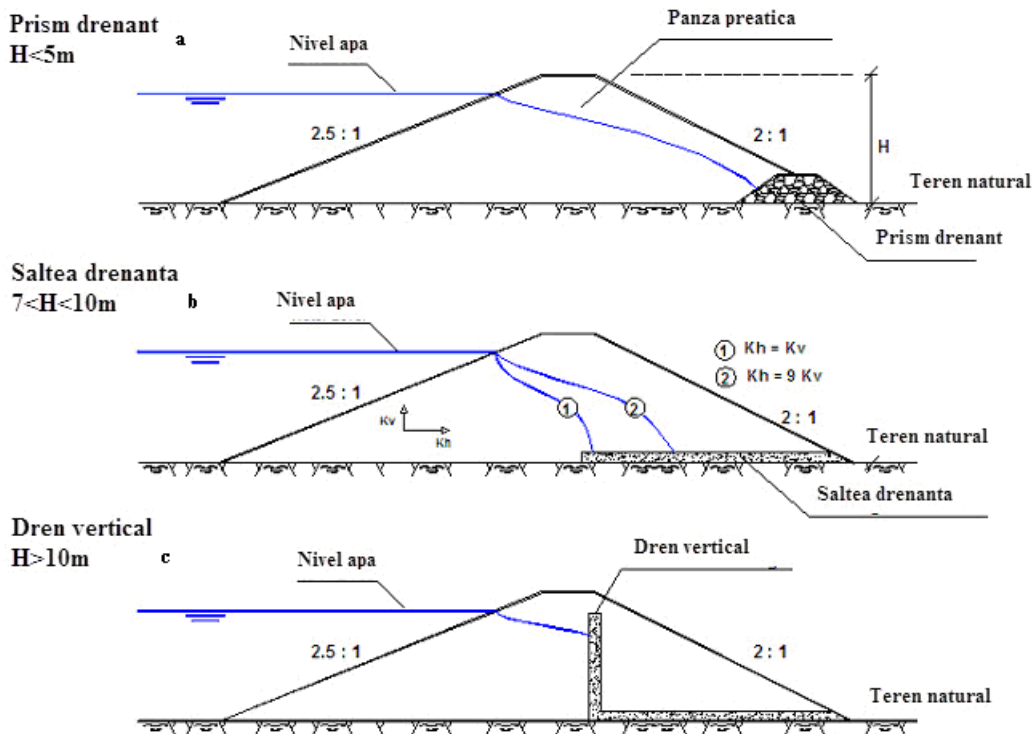 Prism drenant
H<5m
a
Nivel apa
Panza preatica
2.5 : 1
2 : 1
H
Teren natural
Prism drenant
Saltea drenanta
7<H<10m
b
Nivel apa
1 Kh = Kv
2 Kh = 9 Kv
2.5 : 1
Kv
Kh
1
2
2 : 1
Teren natural
Saltea drenanta
Dren vertical
H>10m
c
Nivel apa
Dren vertical
2.5 : 1
2 : 1
Teren natural